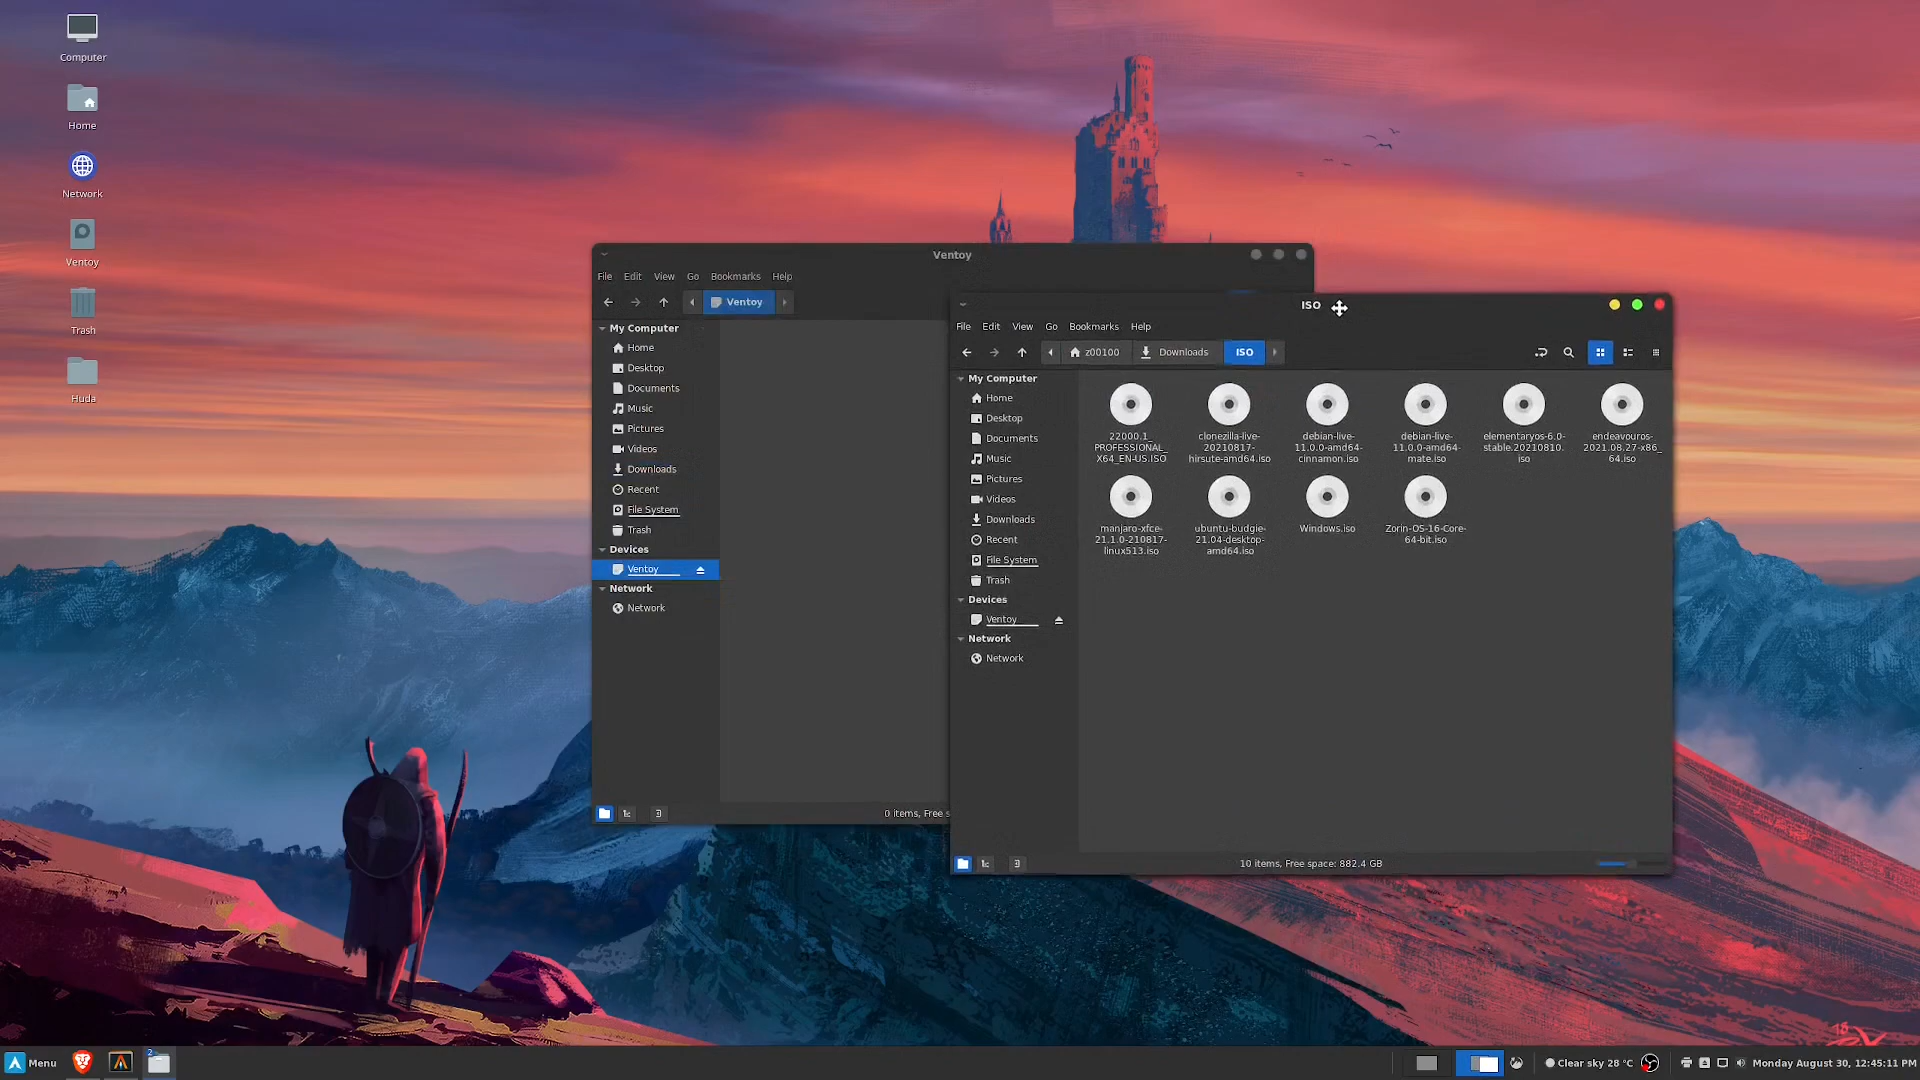 Computer
Home
Network
Ventoy
Trash
Huda
Ventoy
File Edit View Go Bookmarks Help
Ventoy
My Computer
Home
Desktop
Documents
Music
Pictures
Videos
Downloads
Recent
File System
Trash
Devices
Ventoy
Network
Network
0 items, Free s
ISO
File Edit View Go Bookmarks Help
z00100 Downloads ISO
My Computer
Home
Desktop
Documents
Music
Pictures
Videos
Downloads
Recent
File System
Trash
Devices
Ventoy
Network
Network
22000.1_
PROFESSIONAL_
X64_EN-US.ISO
clonezilla-live-
20210817-
hirsute-amd64.iso
debian-live-
11.0.0-amd64-
cinnamon.iso
debian-live-
11.0.0-amd64-
mate.iso
elementaryos-6.0-
stable.20210810.
iso
endeavouros-
2021.08.27-x86_
64.iso
manjaro-xfce-
21.1.0-210817-
linux513.iso
ubuntu-budgie-
21.04-desktop-
amd64.iso
Windows.iso
Zorin-OS-16-Core-
64-bit.iso
10 items, Free space: 882.4 GB
Menu
2
Clear sky 28 °C
Monday August 30, 12:45:11 PM